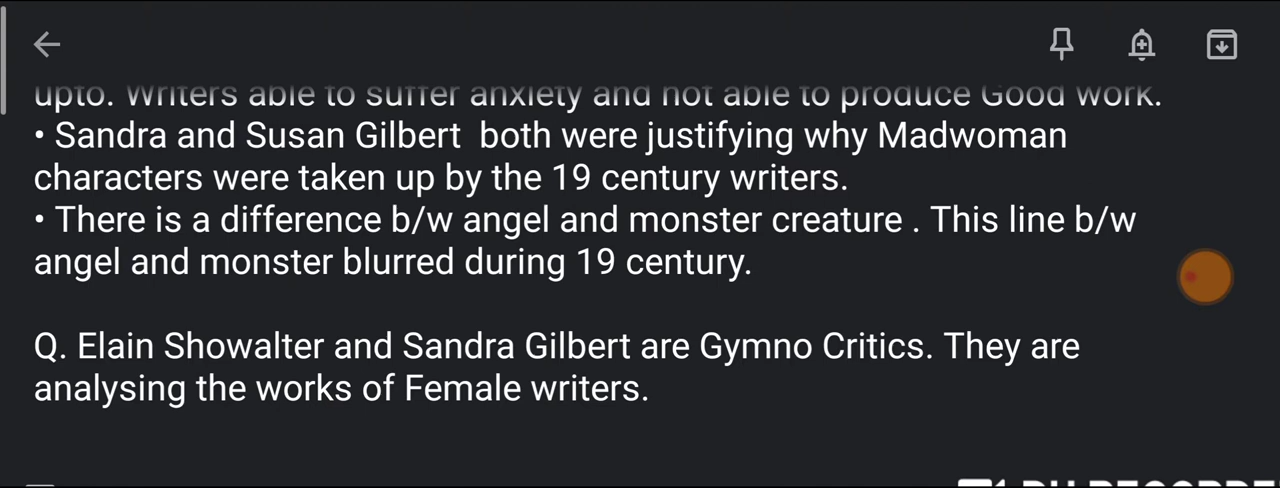 upto. Writers able to suffer anxiety and not able to produce Good work.
• Sandra and Susan Gilbert both were justifying why Madwoman
characters were taken up by the 19 century writers.
• There is a difference b/w angel and monster creature . This line b/w
angel and monster blurred during 19 century.
Q. Elain Showalter and Sandra Gilbert are Gymno Critics. They are
analysing the works of Female writers.